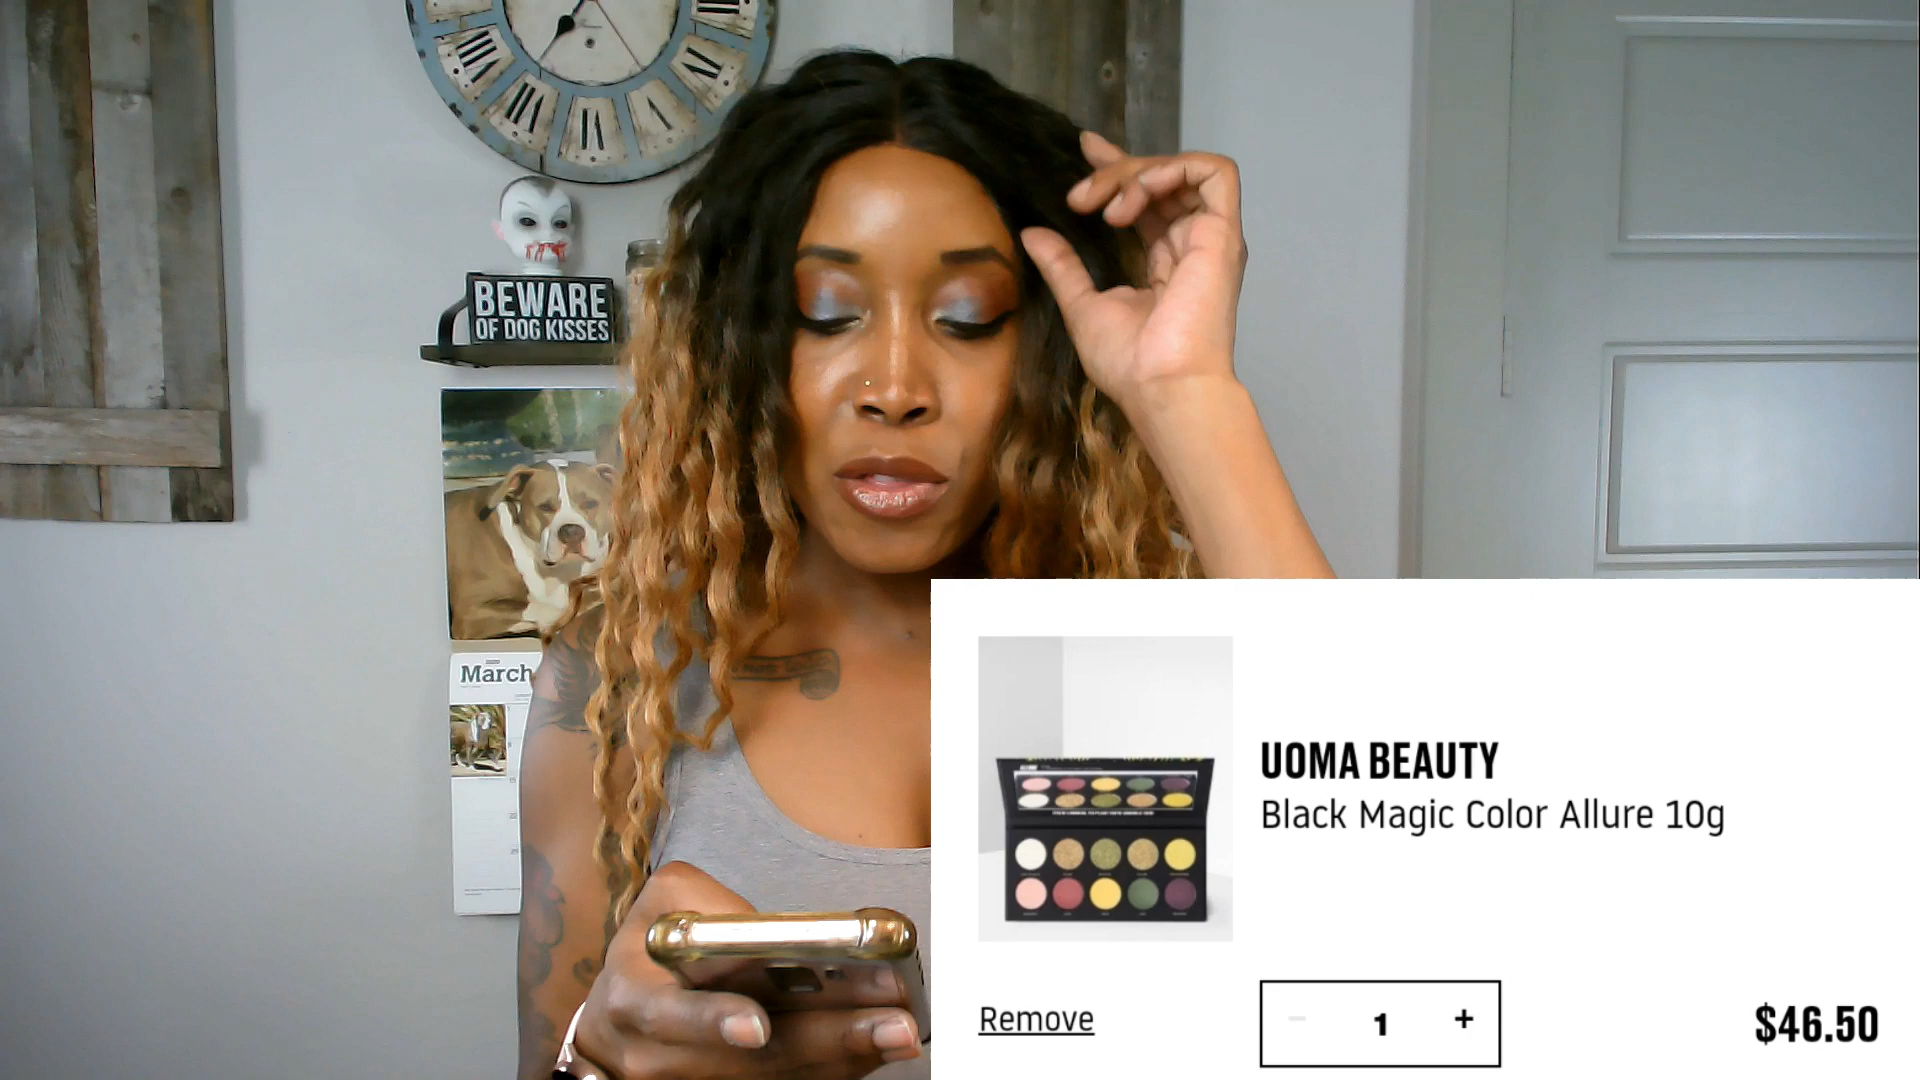 BEWARE
OF DOG KISSES
March
UOMA BEAUTY
Black Magic Color Allure 10g
Remove
1
+
$46.50